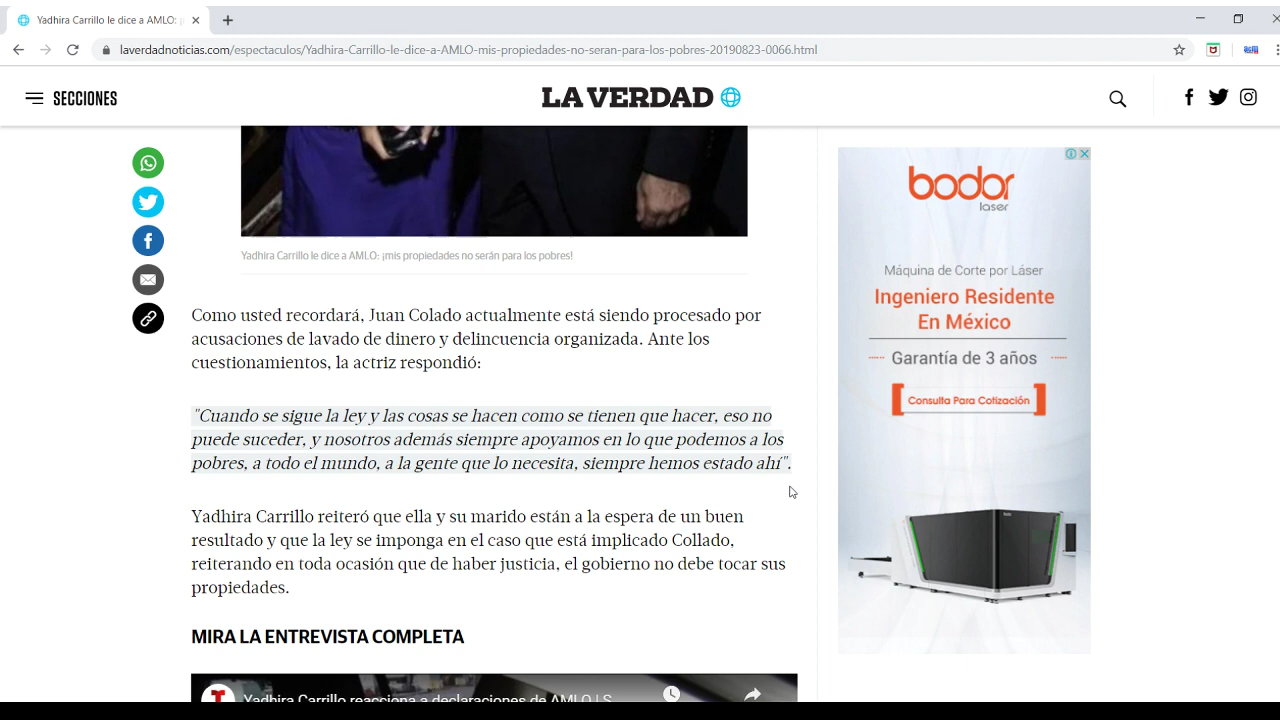 Yadhira Carrillo le dice a AMLO:
laverdadnoticias.com/espectaculos/Yadhira-Carrillo-le-dice-a-AMLO-mis-propiedades-no-seran-para-los-pobres-20190823-0066.html
SECCIONES
LA VERDAD
Yadhira Carrillo le dice a AMLO: ¡mis propiedades no serán para los pobres!
Como usted recordará, Juan Colado actualmente está siendo procesado por
acusaciones de lavado de dinero y delincuencia organizada. Ante los
cuestionamientos, la actriz respondió:
"Cuando se sigue la ley y las cosas se hacen como se tienen que hacer, eso no
puede suceder, y nosotros además siempre apoyamos en lo que podemos a los
pobres, a todo el mundo, a la gente que lo necesita, siempre hemos estado ahí".
Yadhira Carrillo reiteró que ella y su marido están a la espera de un buen
resultado y que la ley se imponga en el caso que está implicado Collado,
reiterando en toda ocasión que de haber justicia, el gobierno no debe tocar sus
propiedades.
MIRA LA ENTREVISTA COMPLETA
Yadhira Carrillo reacciona a declaraciones de AMLO | S
bodor
laser
Máquina de Corte por Láser
Ingeniero Residente
En México
Garantía de 3 años
Consulta Para Cotización